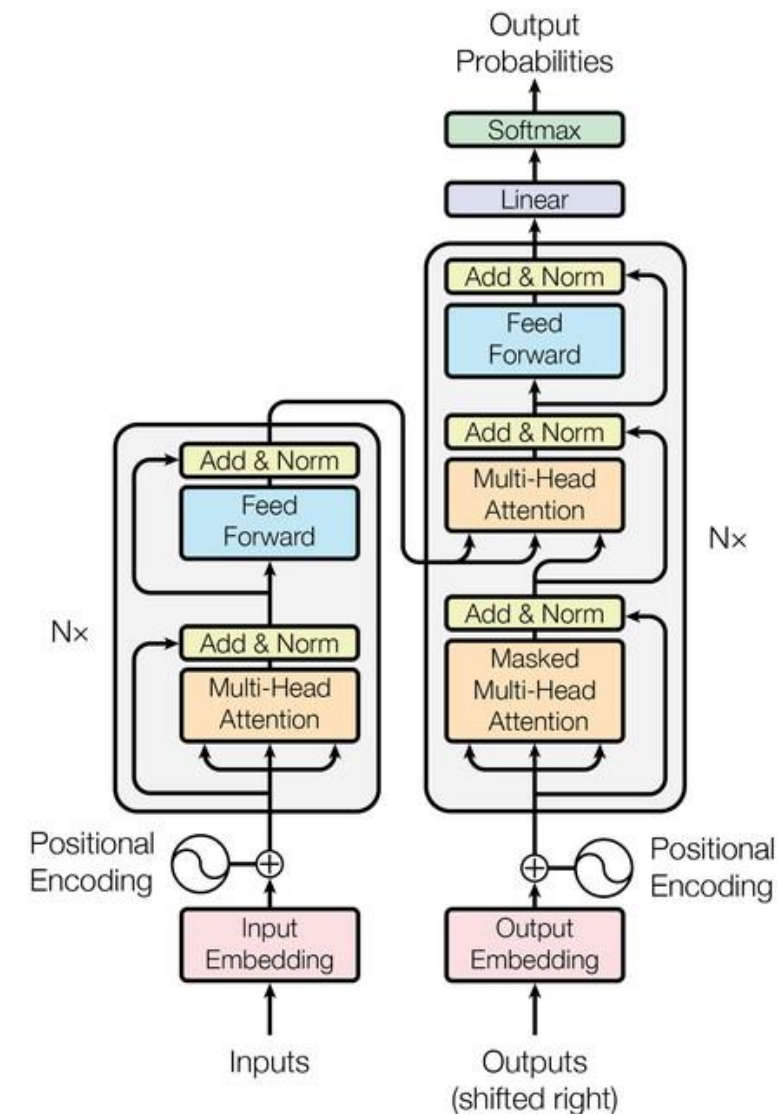 Output
Probabilities
Softmax
Linear
Add & Norm
Feed
Forward
Add & Norm
Multi-Head
Attention
Add & Norm
Masked
Multi-Head
Attention
N×
Add & Norm
Feed
Forward
Add & Norm
Multi-Head
Attention
N×
Positional
Encoding
Positional
Encoding
Input
Embedding
Output
Embedding
Inputs
Outputs
(shifted right)